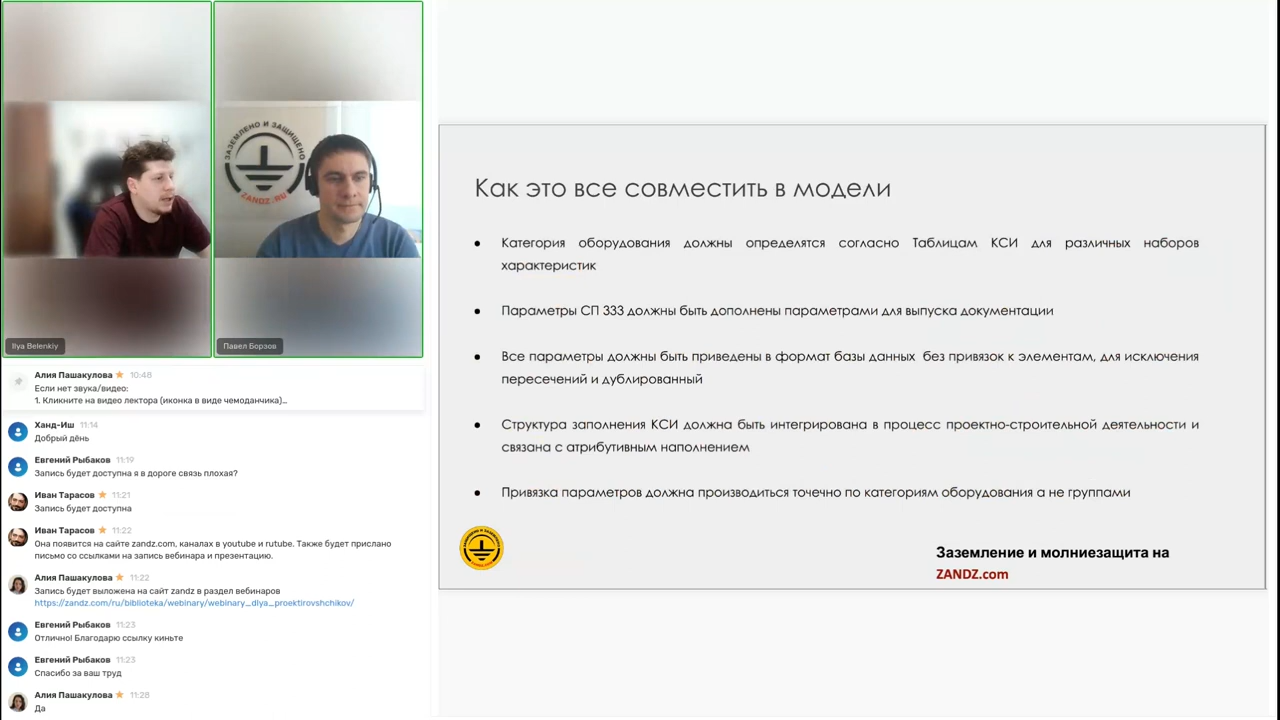 ЗАЗЕМЛЕНО И ЗАЩИЩЕНО
ZANDZ.RU
Ilya Belenkiy
Павел Борзов
Алия Пашакулова 10:48
Если нет звука/видео:
1. Кликните на видео лектора (иконка в виде чемоданчика)...
Ханд-Иш 11:14
Добрый дёнь
Евгений Рыбаков 11:19
Запись будет доступна я в дороге связь плохая?
Иван Тарасов 11:21
Запись будет доступна
Иван Тарасов 11:22
Она появится на сайте zandz.com, каналах в youtube и rutube. Также будет прислано
письмо со ссылками на запись вебинара и презентацию.
Алия Пашакулова 11:22
Запись будет выложена на сайт zandz в раздел вебинаров
https://zandz.com/ru/biblioteka/webinary/webinary_dlya_proektirovshchikov/
Евгений Рыбаков 11:23
Отлично! Благодарю ссылку киньте
Евгений Рыбаков 11:23
Спасибо за ваш труд
Алия Пашакулова 11:28
Да
Как это все совместить в модели
• Категория оборудования должны определятся согласно Таблицам КСИ для различных наборов
характеристик
• Параметры СП 333 должны быть дополнены параметрами для выпуска документации
• Все параметры должны быть приведены в формат базы данных без привязок к элементам, для исключения
пересечений и дублированный
• Структура заполнения КСИ должна быть интегрирована в процесс проектно-строительной деятельности и
связана с атрибутивным наполнением
• Привязка параметров должна производиться точечно по категориям оборудования а не группами
Заземление и молниезащита на
ZANDZ.com